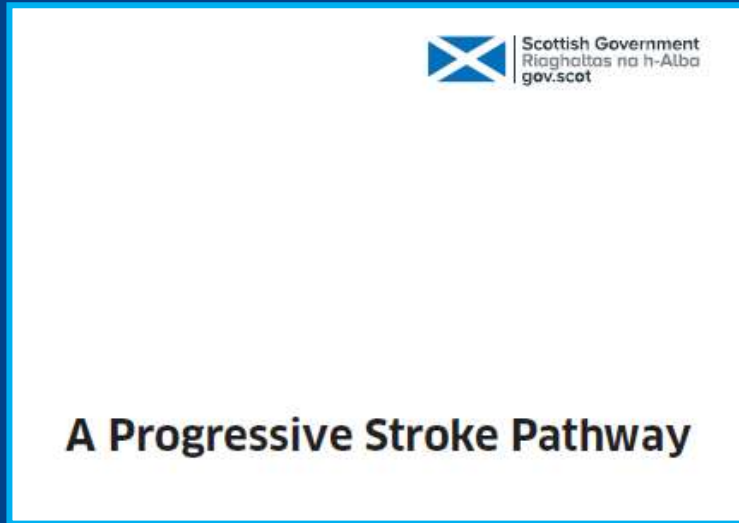 Scottish Government
Riaghaltas na h-Alba
gov.scot
A Progressive Stroke Pathway